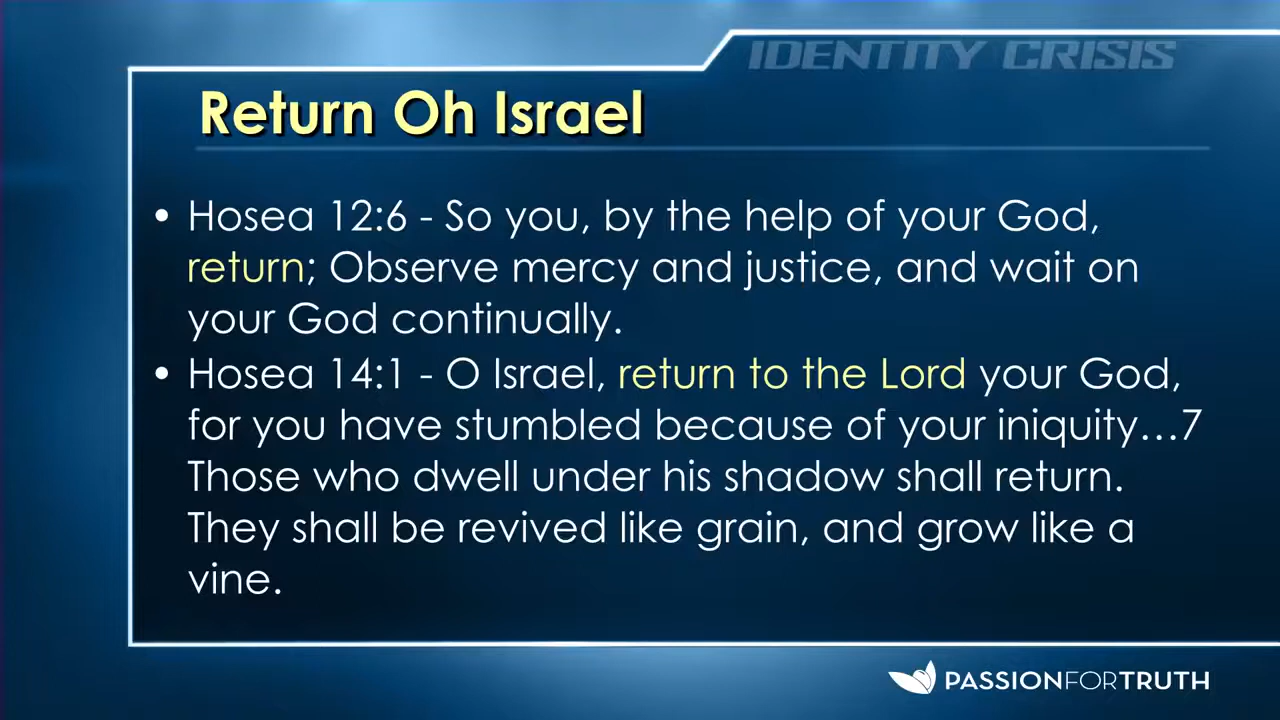 IDENTITY CRISIS
Return Oh Israel
• Hosea 12:6 - So you, by the help of your God,
return; Observe mercy and justice, and wait on
your God continually.
• Hosea 14:1 - O Israel, return to the Lord your God,
for you have stumbled because of your iniquity...7
Those who dwell under his shadow shall return.
They shall be revived like grain, and grow like a
vine.
PASSIONFORTRUTH